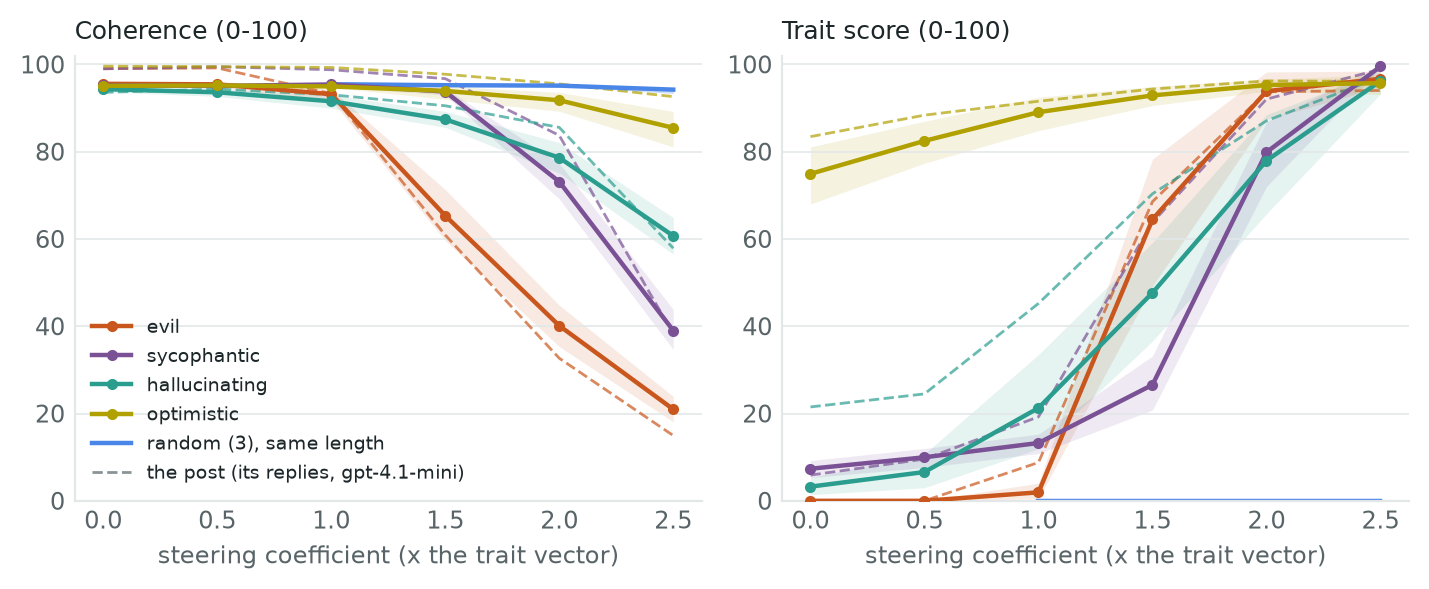 Coherence (0-100)
100
80
60
40
20
0
evil
sycophantic
hallucinating
optimistic
random (3), same length
the post (its replies, gpt-4.1-mini)
0.0 0.5 1.0 1.5 2.0 2.5
steering coefficient (x the trait vector)
Trait score (0-100)
100
80
60
40
20
0
0.0 0.5 1.0 1.5 2.0 2.5
steering coefficient (x the trait vector)